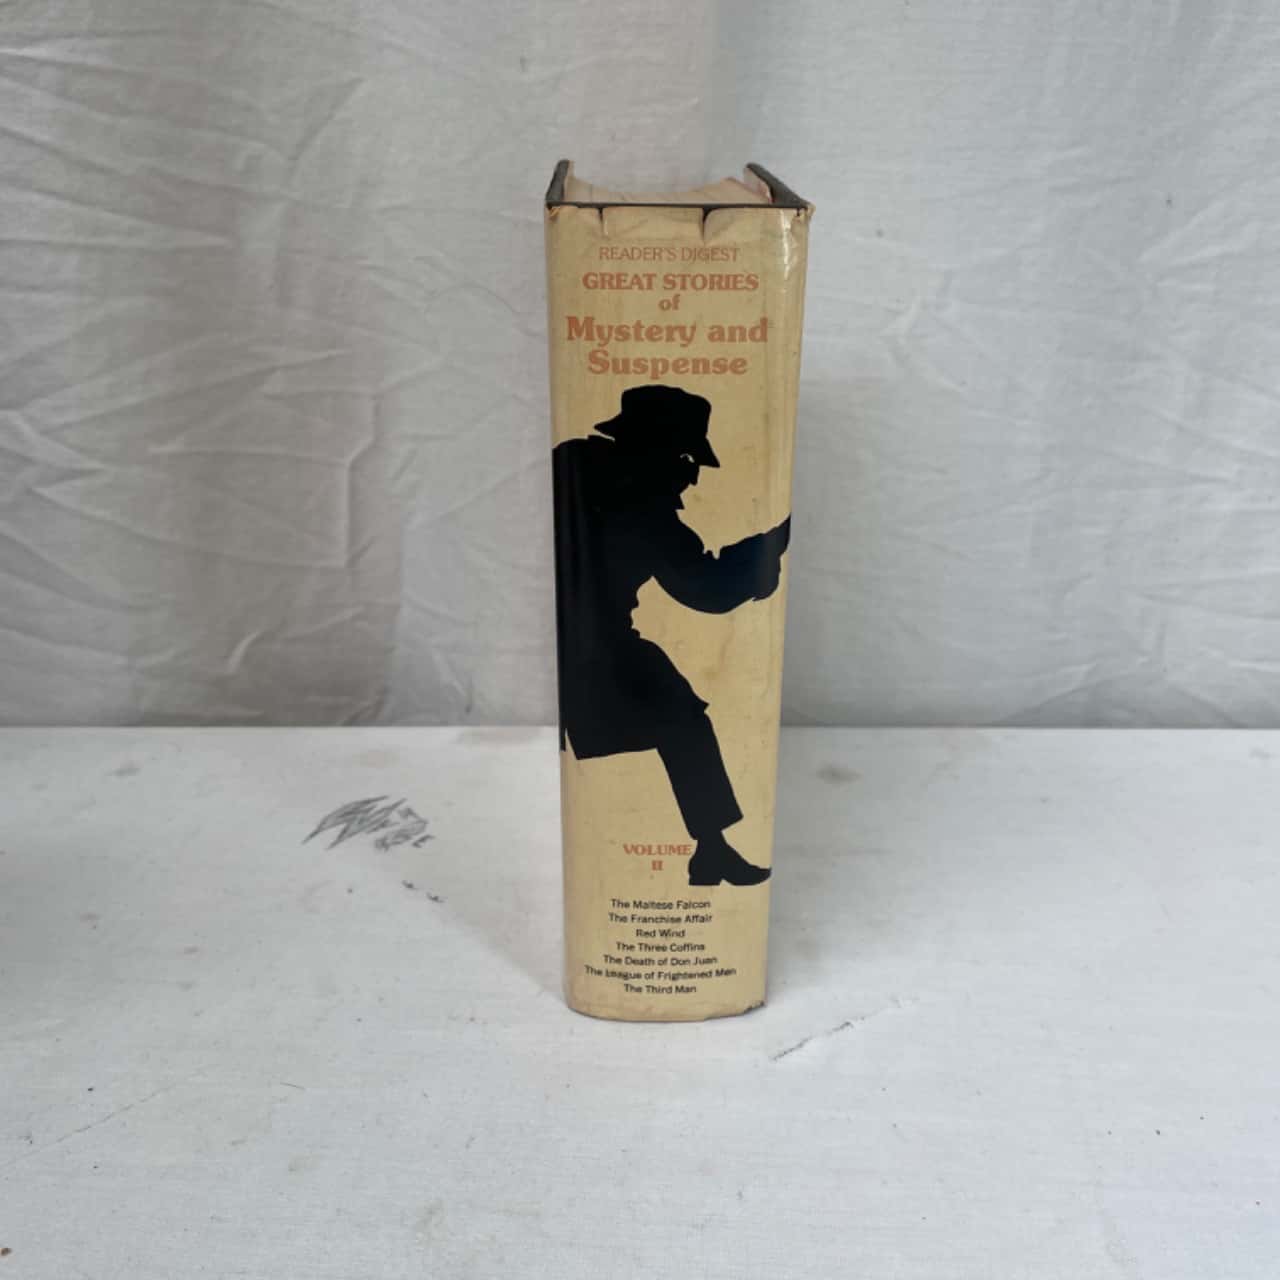 READER'S DIGEST
GREAT STORIES
of
Mystery and
Suspense
VOLUME
II
The Maltese Falcon
The Franchise Affair
Red Wind
The Three Coffins
The Death of Don Juan
The League of Frightened Men
The Third Man